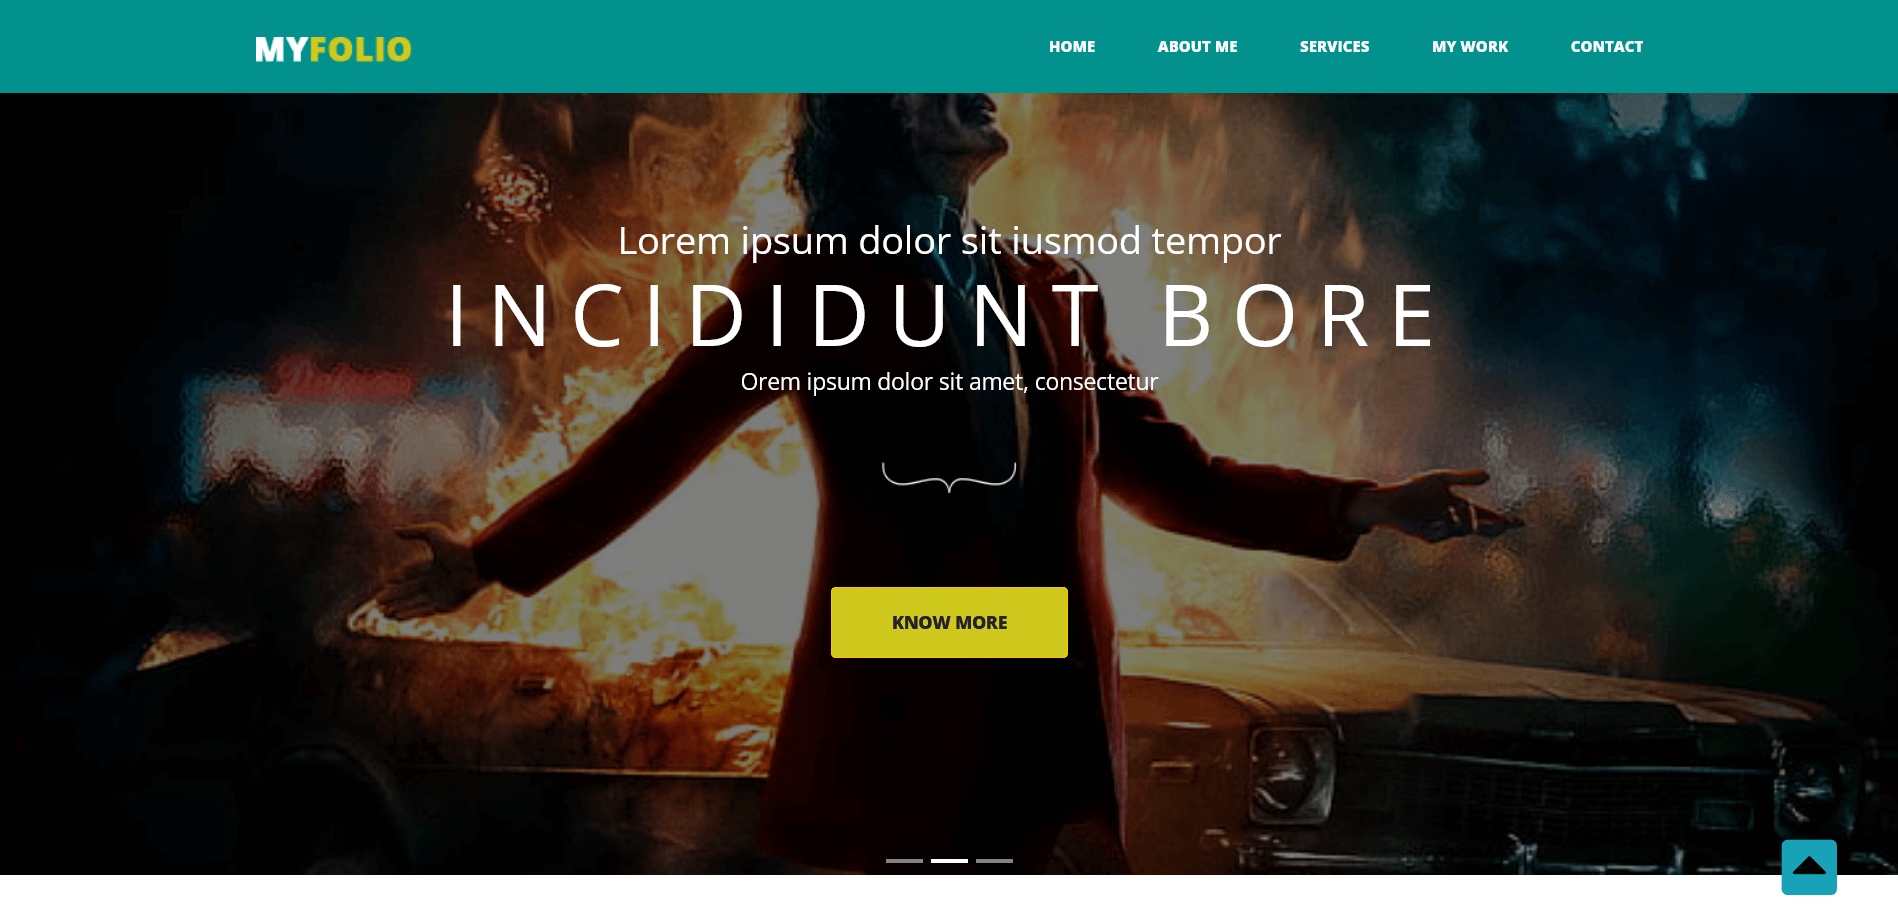 MYFOLIO
HOME ABOUT ME SERVICES MY WORK CONTACT
Lorem ipsum dolor sit iusmod tempor
INCIDIDUNT BORE
Orem ipsum dolor sit amet, consectetur
KNOW MORE